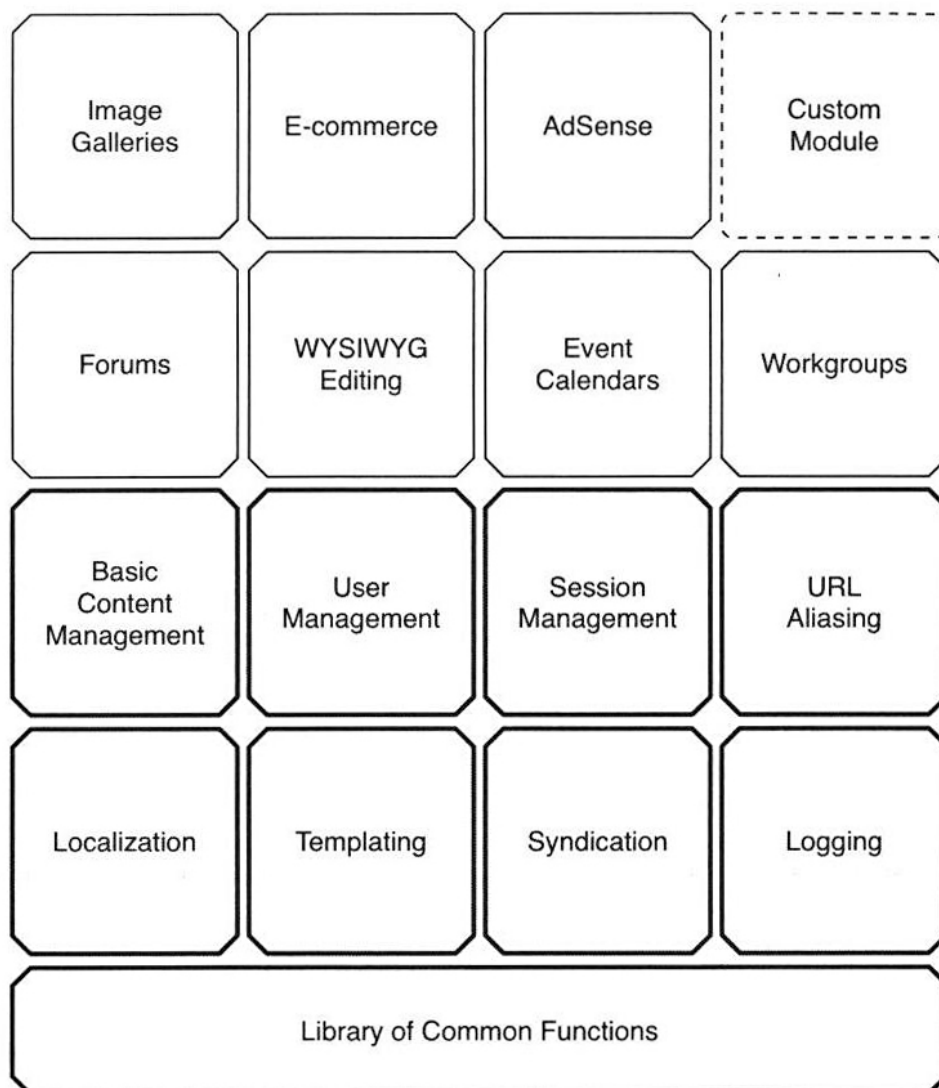 Image
Galleries
E-commerce
AdSense
Custom
Module
Forums
WYSIWYG
Editing
Event
Calendars
Workgroups
Basic
Content
Management
User
Management
Session
Management
URL
Aliasing
Localization
Templating
Syndication
Logging
Library of Common Functions